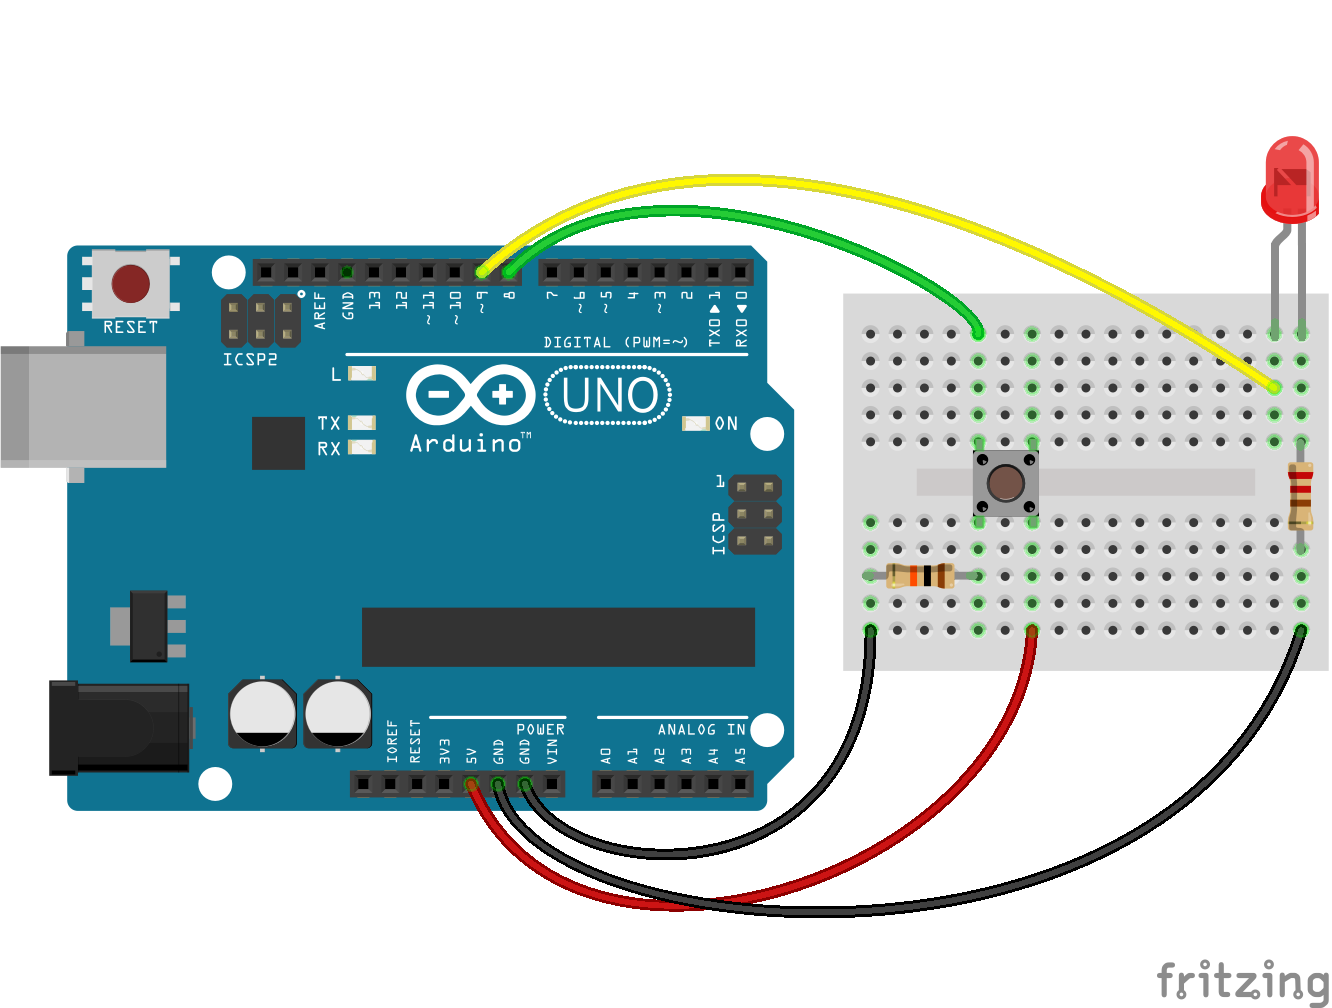 RESET
ICSP2
AREF
GND
13
12
~11
~10
~9
8
7
~6
~5
4
~3
2
TX0▶1
RX0◀0
DIGITAL (PWM=~)
L
TX
RX
UNO
Arduino™
ON
1
ICSP
POWER
ANALOG IN
IOREF
RESET
3V3
5V
GND
GND
VIN
A0
A1
A2
A3
A4
A5
fritzing